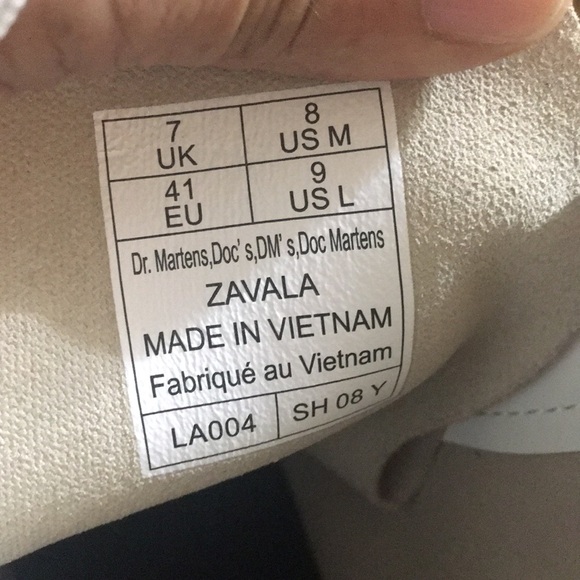 7
UK
8
US M
41
EU
9
US L
Dr. Martens,Doc' s,DM' s,Doc Martens
ZAVALA
MADE IN VIETNAM
Fabriqué au Vietnam
LA004
SH 08 Y